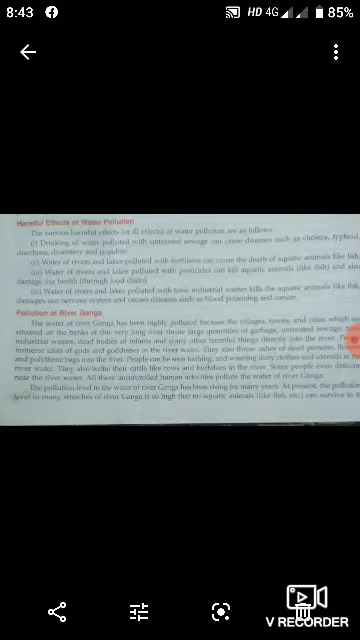 8:43
HD 4G 85%
Harmful Effects of Water Pollution
The various harmful effects (or ill effects) of water pollution are as follows :
(i) Drinking of water polluted with untreated sewage can cause diseases such as cholera, typhoid,
diarrhoea, dysentery and jaundice.
(ii) Water of rivers and lakes polluted with fertilisers can cause the death of aquatic animals like fish,
(iii) Water of rivers and lakes polluted with pesticides can kill aquatic animals (like fish) and also
damage our health (through food chain).
Water of rivers and lakes polluted with toxic industrial wastes kills the aquatic animals like fish,
damages our nervous system and causes diseases such as blood poisoning and cancer.
Pollution of River Ganga
The water of river Ganga has been highly polluted because the villages, towns, and cities which are
situated on the banks of this very long river throw large quantities of garbage, untreated sewage,
industrial wastes, dead bodies of infants and many other harmful things directly into the river.
immerse idols of gods and goddesses in the river water. They also throw ashes of dead persons,
and polythene bags into the river. People can be seen bathing, and washing dirty clothes and utensils in the
river water. They also bathe their cattle like cows and buffaloes in the river. Some people even defecate
near the river water. All these uncontrolled human activities pollute the water of river Ganga.
The pollution level in the water of river Ganga has been rising for many years. At present, the pollution
level in many stretches of river Ganga is so high that no aquatic animals (like fish, etc.) can survive in it.
V RECORDER